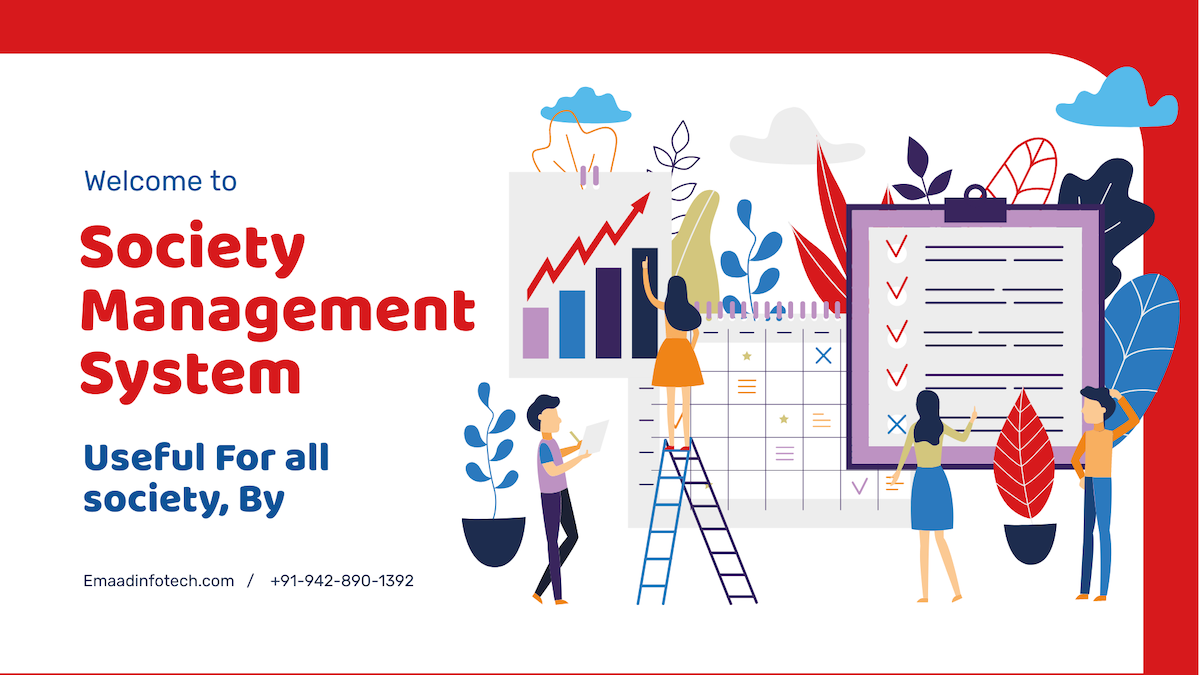 Welcome to
Society
Management
System
Useful For all
society, By
Emaadinfotech.com / +91-942-890-1392